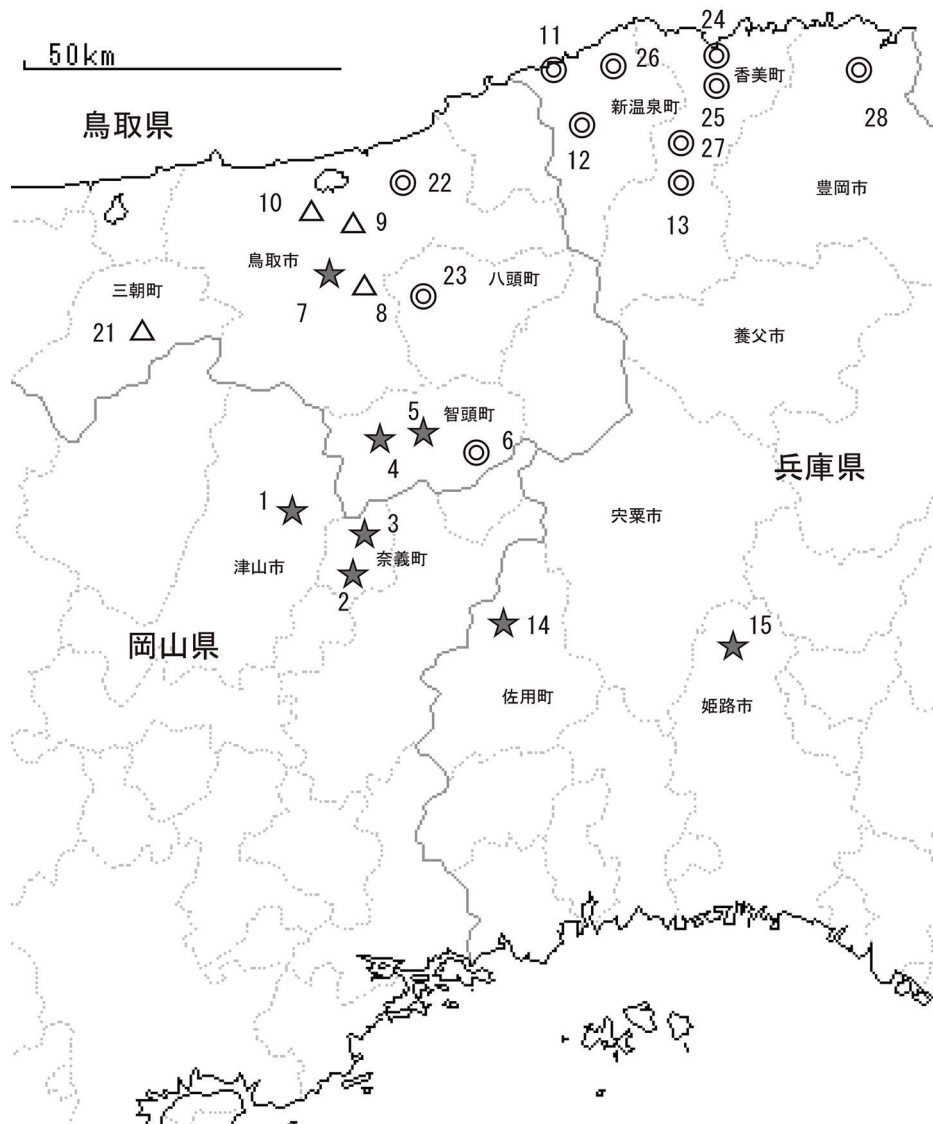 50km
24
11
26
香美町
鳥取県
新温泉町
25
28
12
27
22
豊岡市
10
9
13
鳥取市
23
八頭町
三朝町
7
8
21
養父市
5
智頭町
6
4
兵庫県
1
3
宍粟市
奈義町
津山市
2
14
15
岡山県
佐用町
姫路市